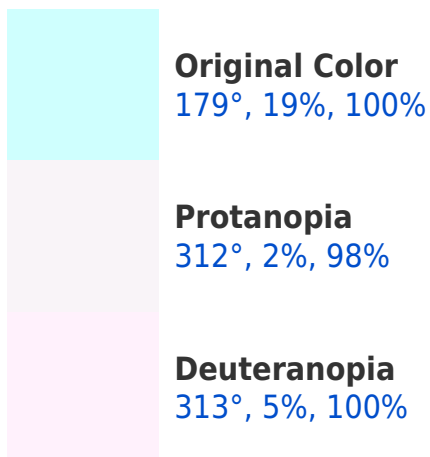 Original Color
179°, 19%, 100%
Protanopia
312°, 2%, 98%
Deuteranopia
313°, 5%, 100%